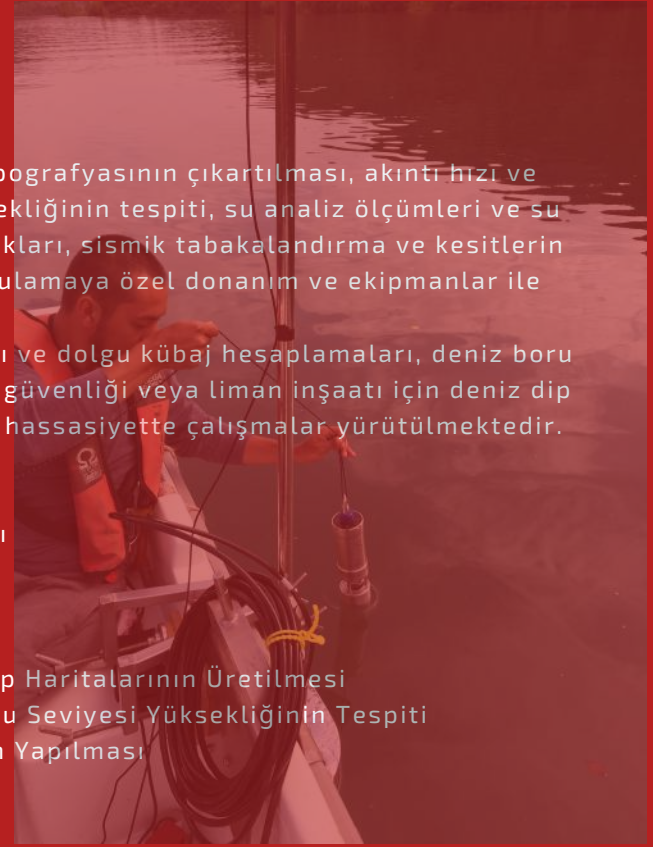 pografyasının çıkartılması, akıntı hızı ve
ekliğinin tespiti, su analiz ölçümleri ve su
kları, sismik tabakalandırma ve kesitlerin
ulamaya özel donanım ve ekipmanlar ile
ı ve dolgu kübaj hesaplamaları, deniz boru
güvenliği veya liman inşaatı için deniz dip
hassasiyette çalışmalar yürütülmektedir.
ı
p Haritalarının Üretilmesi
u Seviyesi Yüksekliğinin Tespiti
n Yapılması